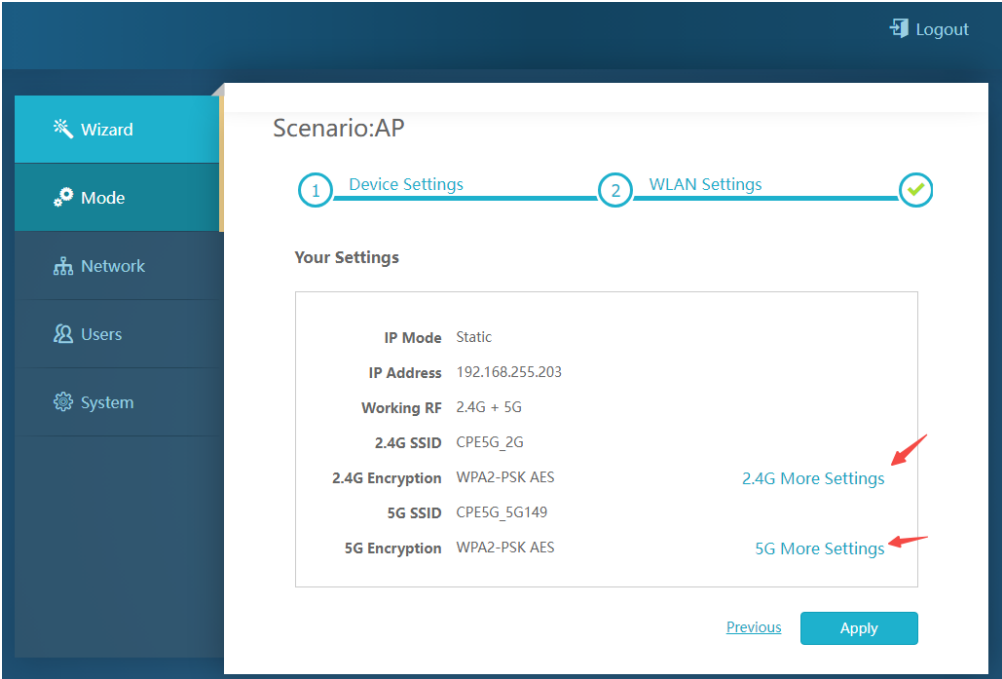 Logout
Wizard
Mode
Network
Users
System
Scenario:AP
1 Device Settings 2 WLAN Settings
Your Settings
IP Mode Static
IP Address 192.168.255.203
Working RF 2.4G + 5G
2.4G SSID CPE5G_2G
2.4G Encryption WPA2-PSK AES 2.4G More Settings
5G SSID CPE5G_5G149
5G Encryption WPA2-PSK AES 5G More Settings
Previous Apply